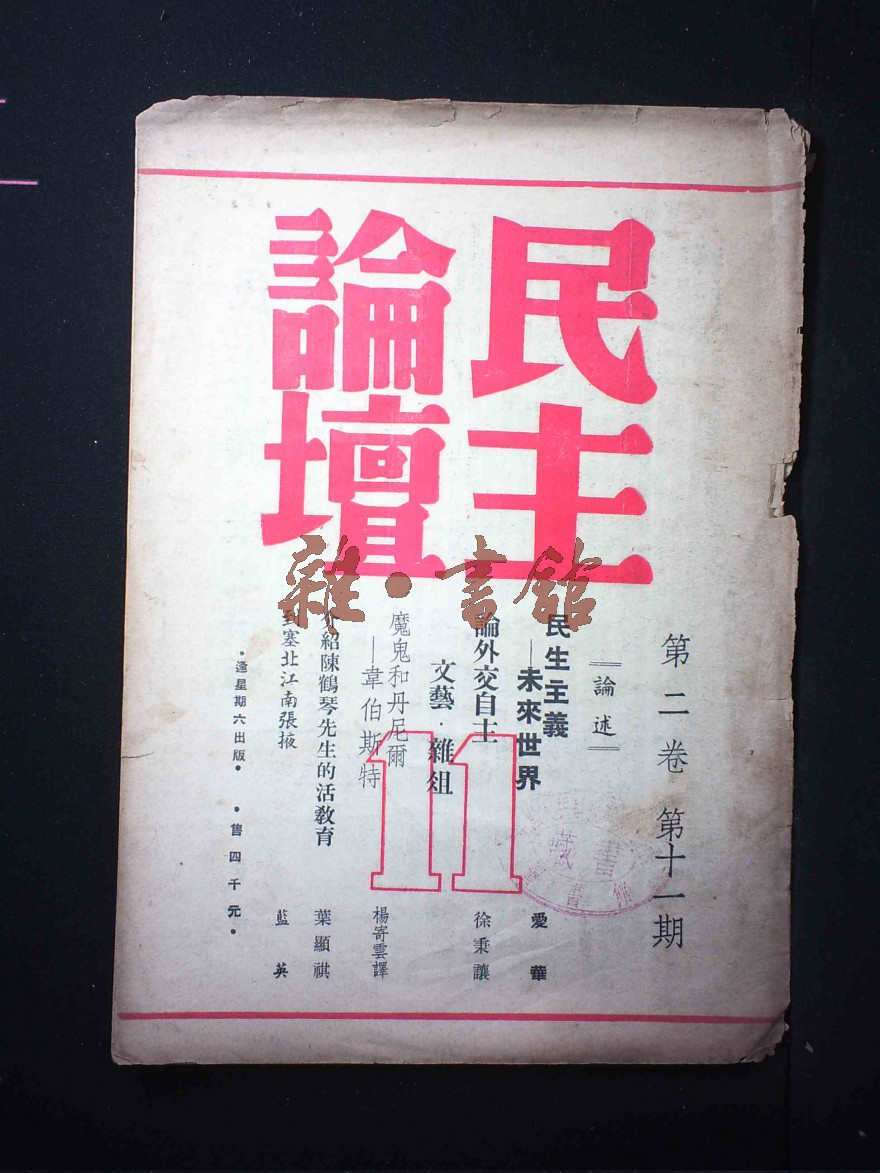 民主
論壇
第二卷 第十一期
論述
民生主義
—未來世界
愛華
論外交自主
徐秉讓
文藝·雜俎
魔鬼和丹尼爾
—韋伯斯特
楊寄雲譯
介紹陳鶴琴先生的活教育
葉顯祺
到塞北江南張掖
藍英
•逢星期六出版•
•售四千元•
11
雜·書館
藏書